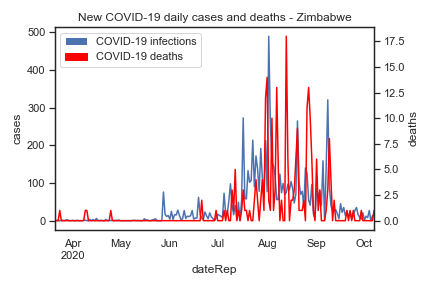 New COVID-19 daily cases and deaths - Zimbabwe
COVID-19 infections
COVID-19 deaths
500
400
300
200
100
0
cases
17.5
15.0
12.5
10.0
7.5
5.0
2.5
0.0
deaths
Apr May Jun Jul Aug Sep Oct
2020
dateRep